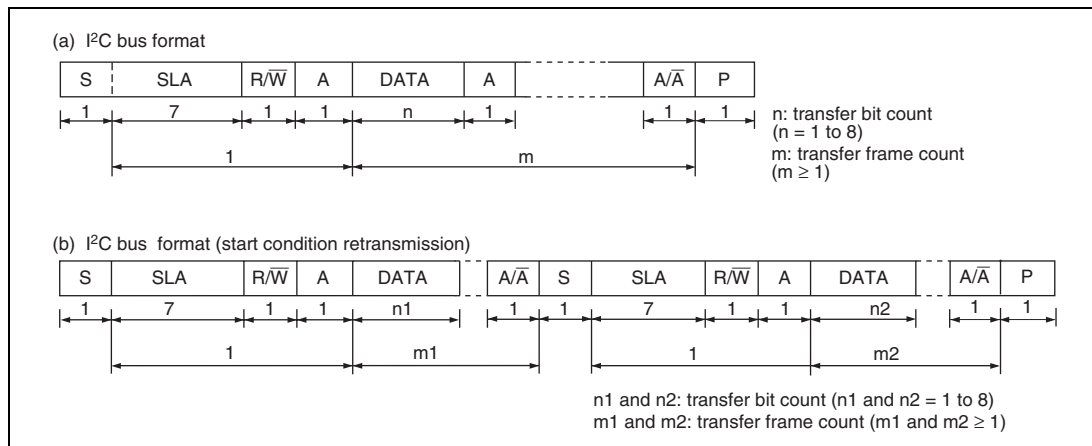 (a) I²C bus format
S SLA R/W̅ A DATA A A/A̅ P
1 7 1 1 n 1 1 1
1 m
n: transfer bit count
(n = 1 to 8)
m: transfer frame count
(m ≥ 1)
(b) I²C bus format (start condition retransmission)
S SLA R/W̅ A DATA A/A̅ S SLA R/W̅ A DATA A/A̅ P
1 7 1 1 n1 1 1 7 1 1 n2 1 1
1 m1 1 m2
n1 and n2: transfer bit count (n1 and n2 = 1 to 8)
m1 and m2: transfer frame count (m1 and m2 ≥ 1)